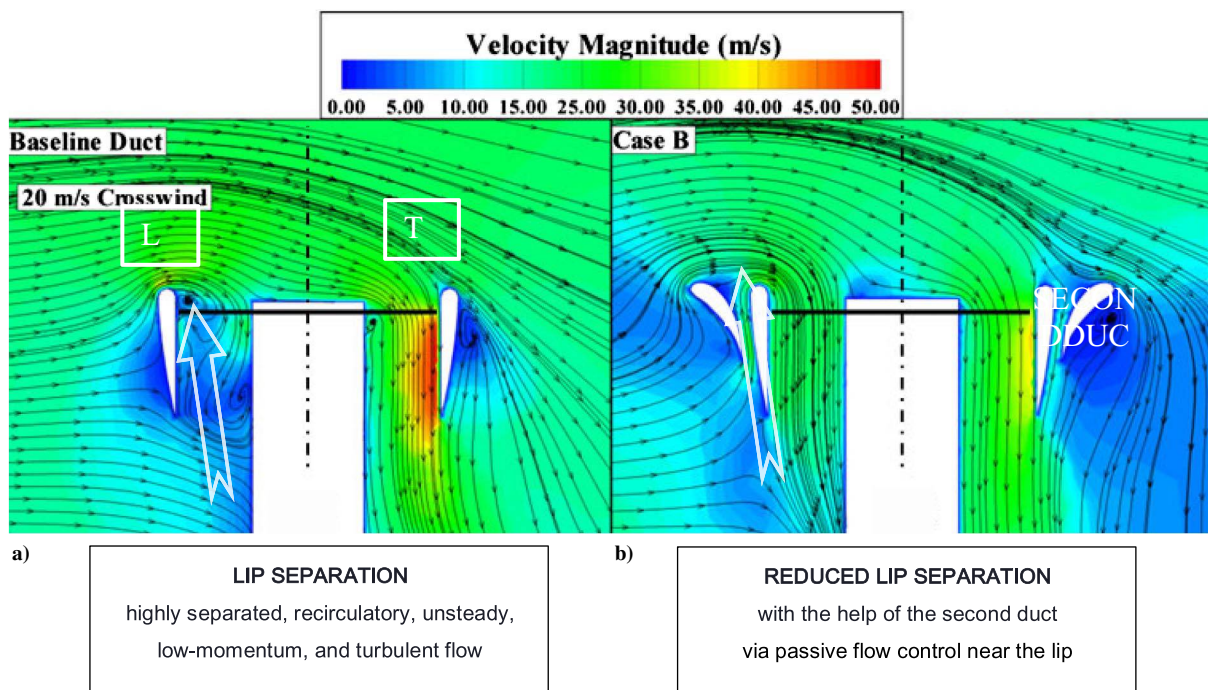 Velocity Magnitude (m/s)
0.00 5.00 10.00 15.00 25.00 30.00 40.00 45.00 50.00
Baseline Duct
20 m/s Crosswind
L
T
Case B
SECON
DDUC
a)
LIP SEPARATION
highly separated, recirculatory, unsteady,
low-momentum, and turbulent flow
b)
REDUCED LIP SEPARATION
with the help of the second duct
via passive flow control near the lip